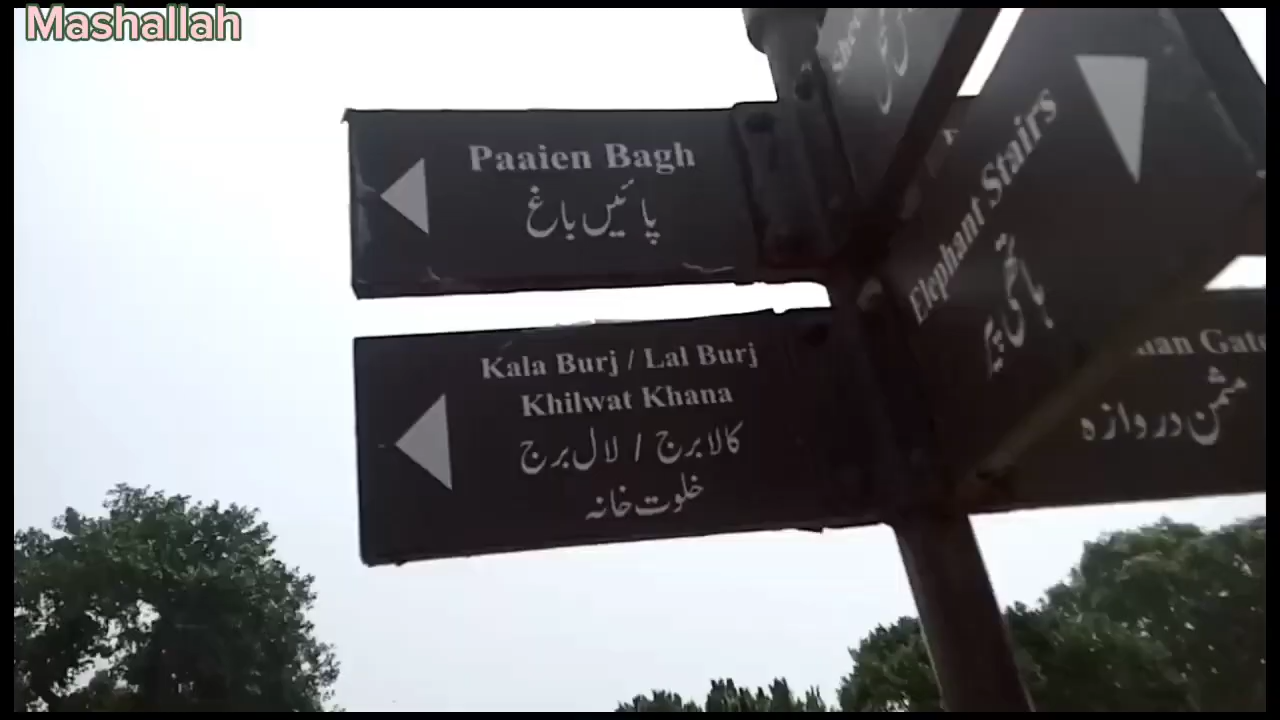 Mashallah
Paaien Bagh
پائیں باغ
Kala Burj / Lal Burj
Khilwat Khana
کالا برج / لال برج
خلوت خانہ
Elephant Stairs
ہاتھی
Gate
مثمن دروازہ